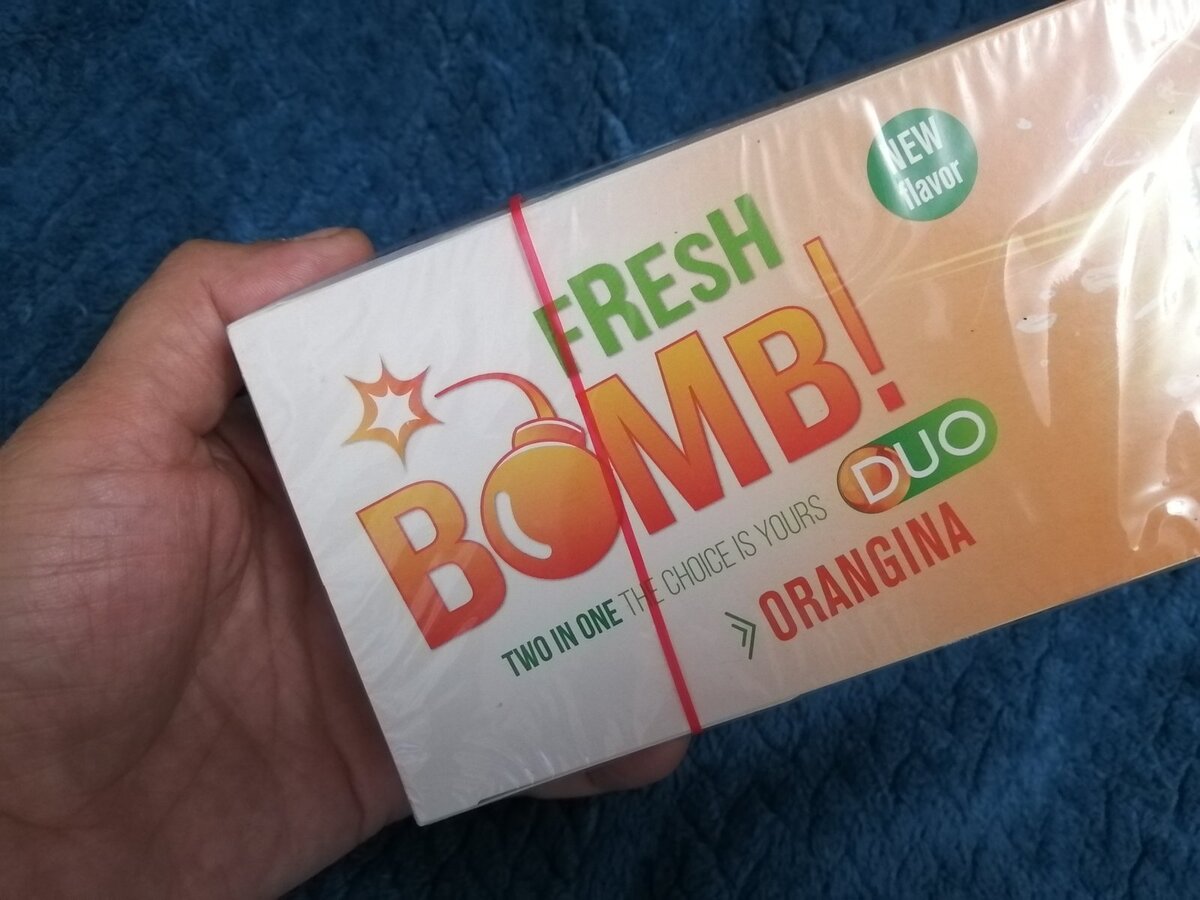 NEW
flavor
FRESH
BOMB!
DUO
TWO IN ONE THE CHOICE IS YOURS
ORANGINA